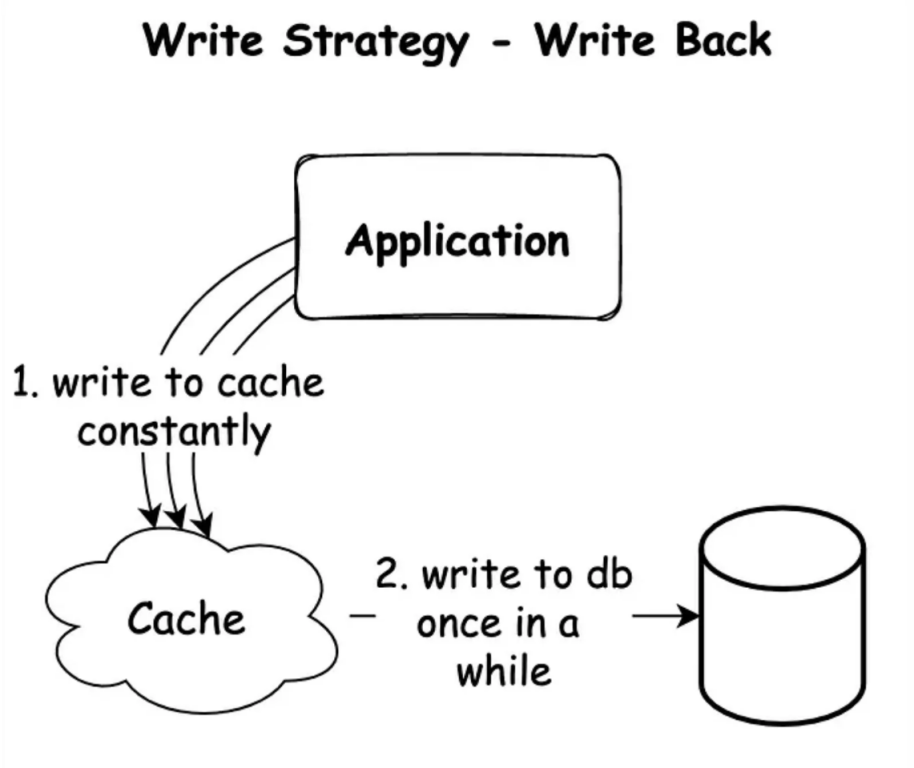 Write Strategy - Write Back
Application
1. write to cache
constantly
Cache
2. write to db
once in a
while